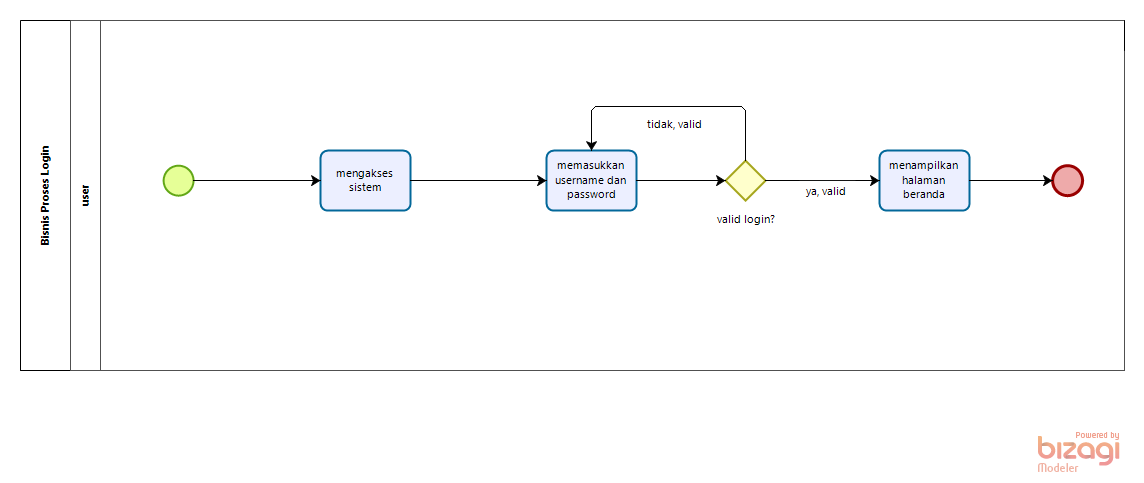 Bisnis Proses Login
user
mengakses
sistem
memasukkan
username dan
password
tidak, valid
valid login?
ya, valid
menampilkan
halaman
beranda
Powered by
bizagi
Modeler